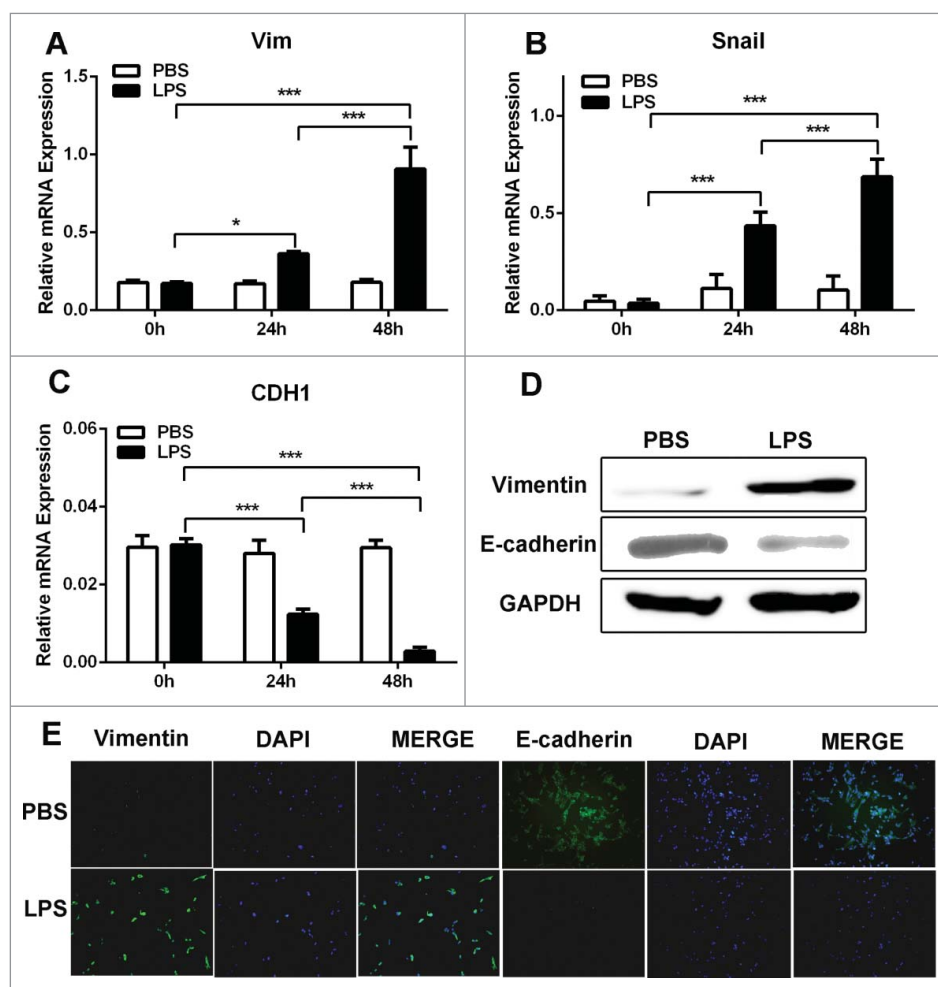 A
Vim
PBS
LPS
***
***
*
Relative mRNA Expression
1.5
1.0
0.5
0.0
0h
24h
48h
B
Snail
PBS
LPS
***
***
***
Relative mRNA Expression
1.0
0.5
0.0
0h
24h
48h
C
CDH1
PBS
LPS
***
***
***
Relative mRNA Expression
0.06
0.04
0.02
0.00
0h
24h
48h
D
PBS LPS
Vimentin
E-cadherin
GAPDH
E
Vimentin DAPI MERGE E-cadherin DAPI MERGE
PBS
LPS